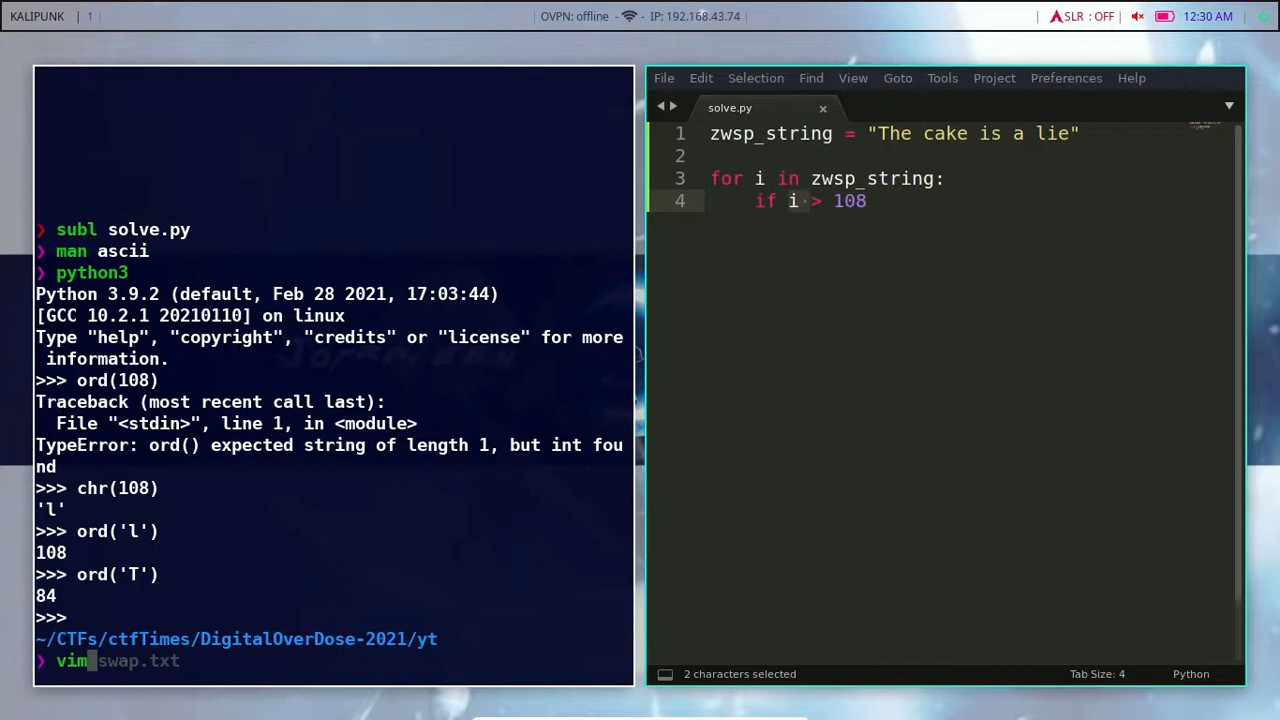 KALIPUNK | 1
OVPN: offline - - IP: 192.168.43.74
| SLR : OFF | | 12:30 AM |
subl solve.py
man ascii
python3
Python 3.9.2 (default, Feb 28 2021, 17:03:44)
[GCC 10.2.1 20210110] on linux
Type "help", "copyright", "credits" or "license" for more
information.
>>> ord(108)
Traceback (most recent call last):
File "<stdin>", line 1, in <module>
TypeError: ord() expected string of length 1, but int fou
nd
>>> chr(108)
'l'
>>> ord('l')
108
>>> ord('T')
84
>>>
~/CTFs/ctfTimes/DigitalOverDose-2021/yt
❯ vim swap.txt
File Edit Selection Find View Goto Tools Project Preferences Help
solve.py
1 zwsp_string = "The cake is a lie"
2
3 for i in zwsp_string:
4 if i > 108
2 characters selected
Tab Size: 4 Python